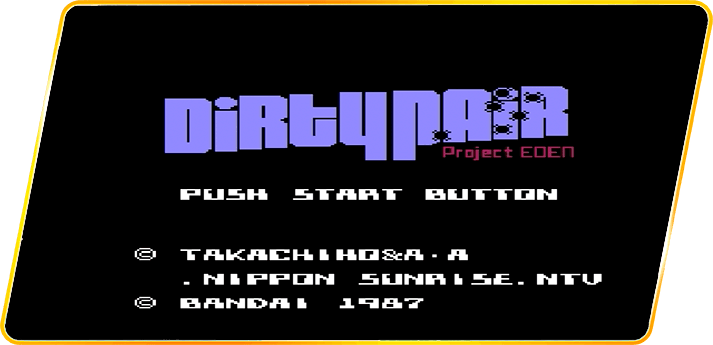 DiRtyPAiR
Project EDEN
PUSH START BUTTON
© TAKACHIHO&A·A
.NIPPON SUNRISE.NTV
© BANDAI 1987